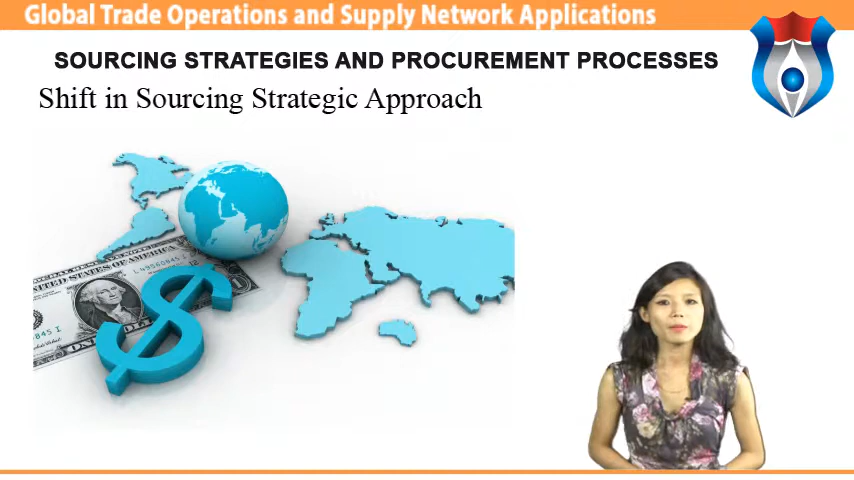 Global Trade Operations and Supply Network Applications
SOURCING STRATEGIES AND PROCUREMENT PROCESSES
Shift in Sourcing Strategic Approach